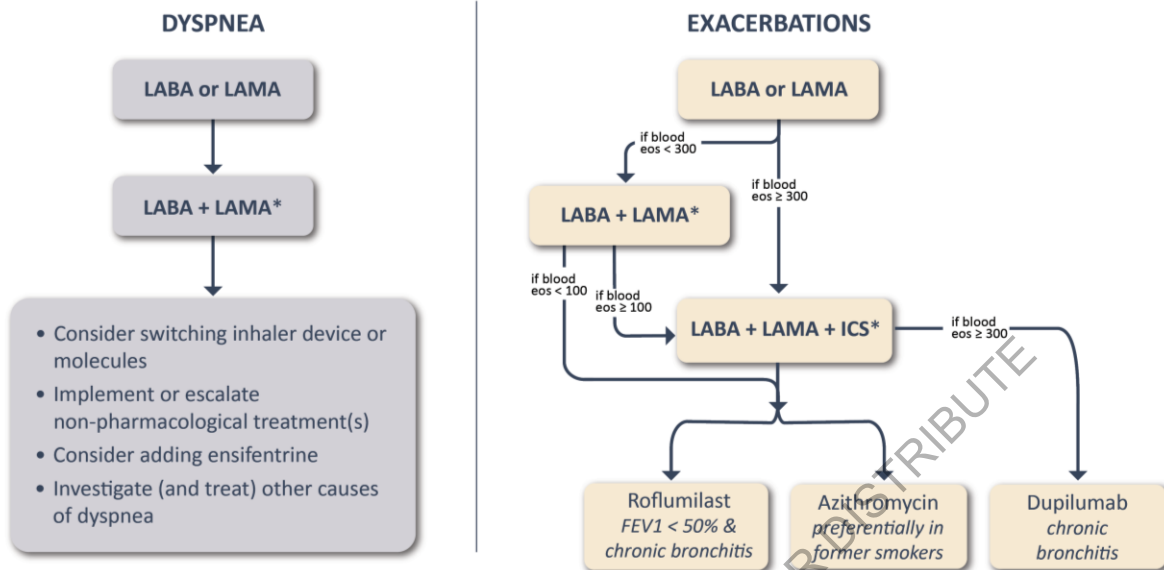 DYSPNEA
LABA or LAMA
LABA + LAMA*
• Consider switching inhaler device or
molecules
• Implement or escalate
non-pharmacological treatment(s)
• Consider adding ensifentrine
• Investigate (and treat) other causes
of dyspnea
EXACERBATIONS
LABA or LAMA
if blood
eos < 300
if blood
eos ≥ 300
LABA + LAMA*
if blood
eos < 100
if blood
eos ≥ 100
LABA + LAMA + ICS*
if blood
eos ≥ 300
Roflumilast
FEV1 < 50% &
chronic bronchitis
Azithromycin
preferentially in
former smokers
Dupilumab
chronic
bronchitis
R DISTRIBUTE